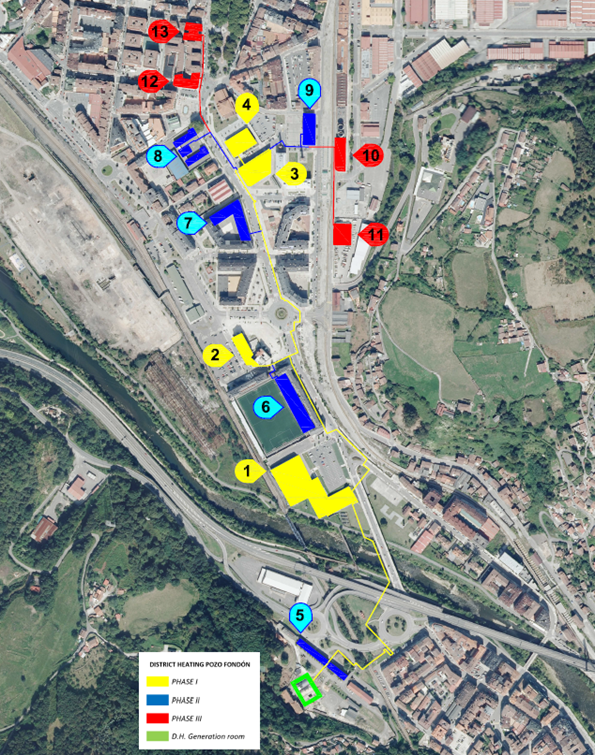 13
12
4
9
8
3
10
7
11
2
6
1
5
DISTRICT HEATING POZO FONDÓN
PHASE I
PHASE II
PHASE III
D.H. Generation room